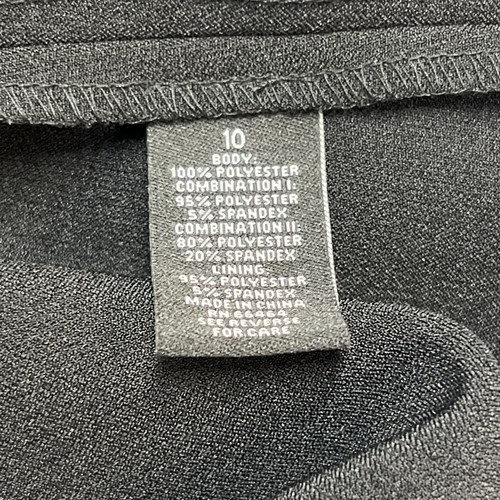 10
BODY:
100% POLYESTER
COMBINATION I:
95% POLYESTER
5% SPANDEX
COMBINATION II:
80% POLYESTER
20% SPANDEX
LINING:
95% POLYESTER
5% SPANDEX
MADE IN CHINA
RN 66464
SEE REVERSE
FOR CARE